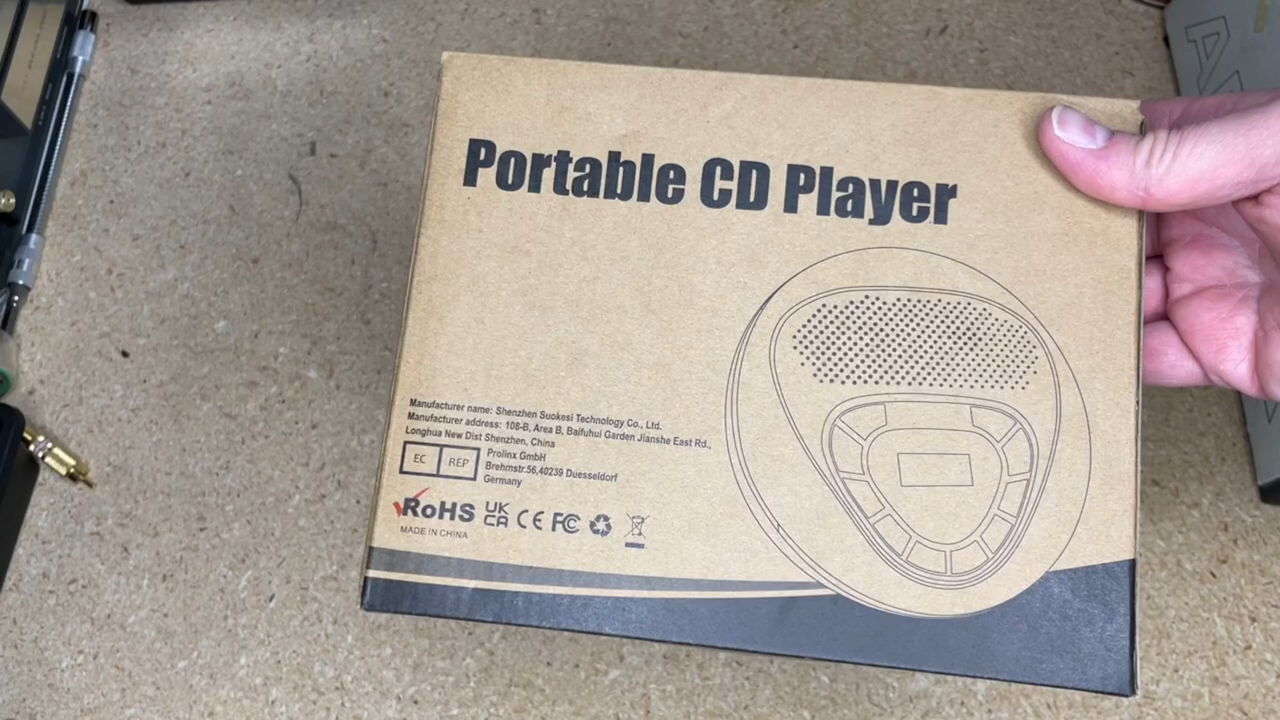 Portable CD Player
Manufacturer name: Shenzhen Suokesi Technology Co., Ltd.
Manufacturer address: 108-B, Area B, Baifuhui Garden Jianshe East Rd.,
Longhua New Dist Shenzhen, China
EC REP
Prolinx GmbH
Brehmstr.56,40239 Duesseldorf
Germany
RoHS UK CA CE FC
MADE IN CHINA